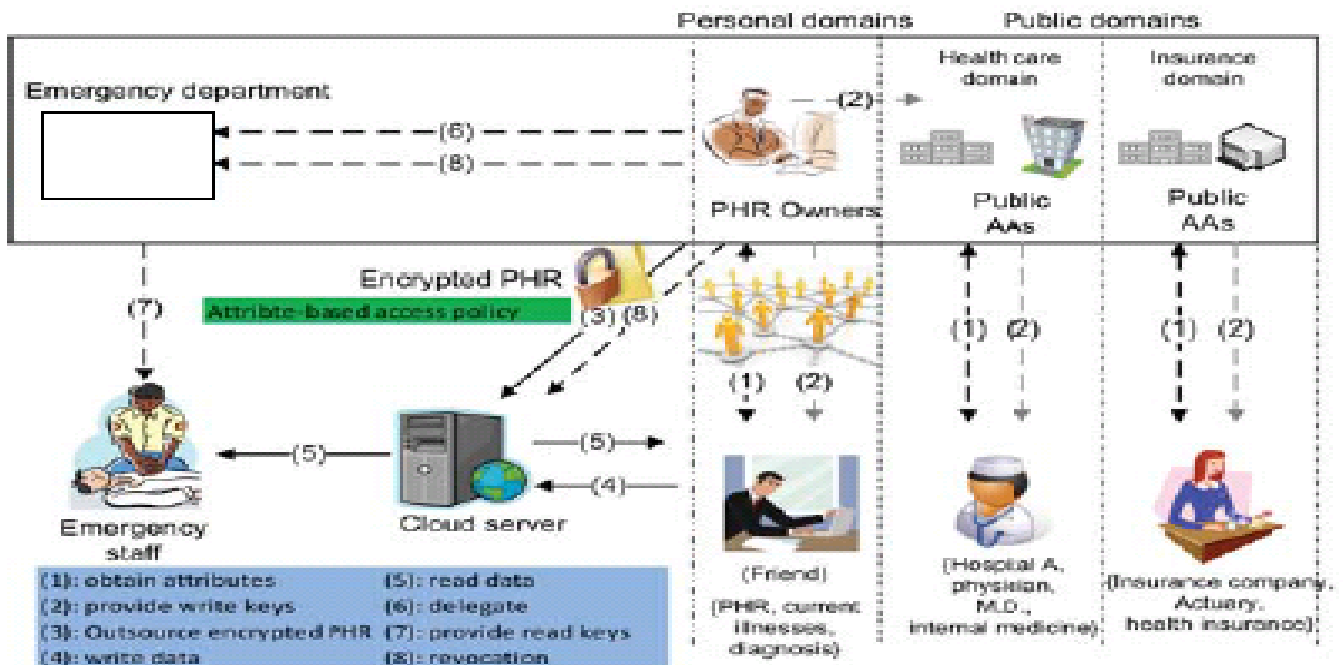 Personal domains
Public domains
Health care
domain
Insurance
domain
Emergency department
(2)
(6)
(8)
PHR Owners
Public
AAs
Public
AAs
Encrypted PHR
Attribte-based access policy
(3)
(8)
(7)
(1)
(2)
(1)
(2)
(1)
(2)
(5)
(5)
(4)
Emergency
staff
Cloud server
(Friend)
{PHR, current
illnesses,
diagnosis}
{Hospital A,
physician,
M.D.,
internal medicine}
{Insurance company,
Actuary,
health insurance}
(1): obtain attributes
(2): provide write keys
(3): Outsource encrypted PHR
(4): write data
(5): read data
(6): delegate
(7): provide read keys
(8): revocation